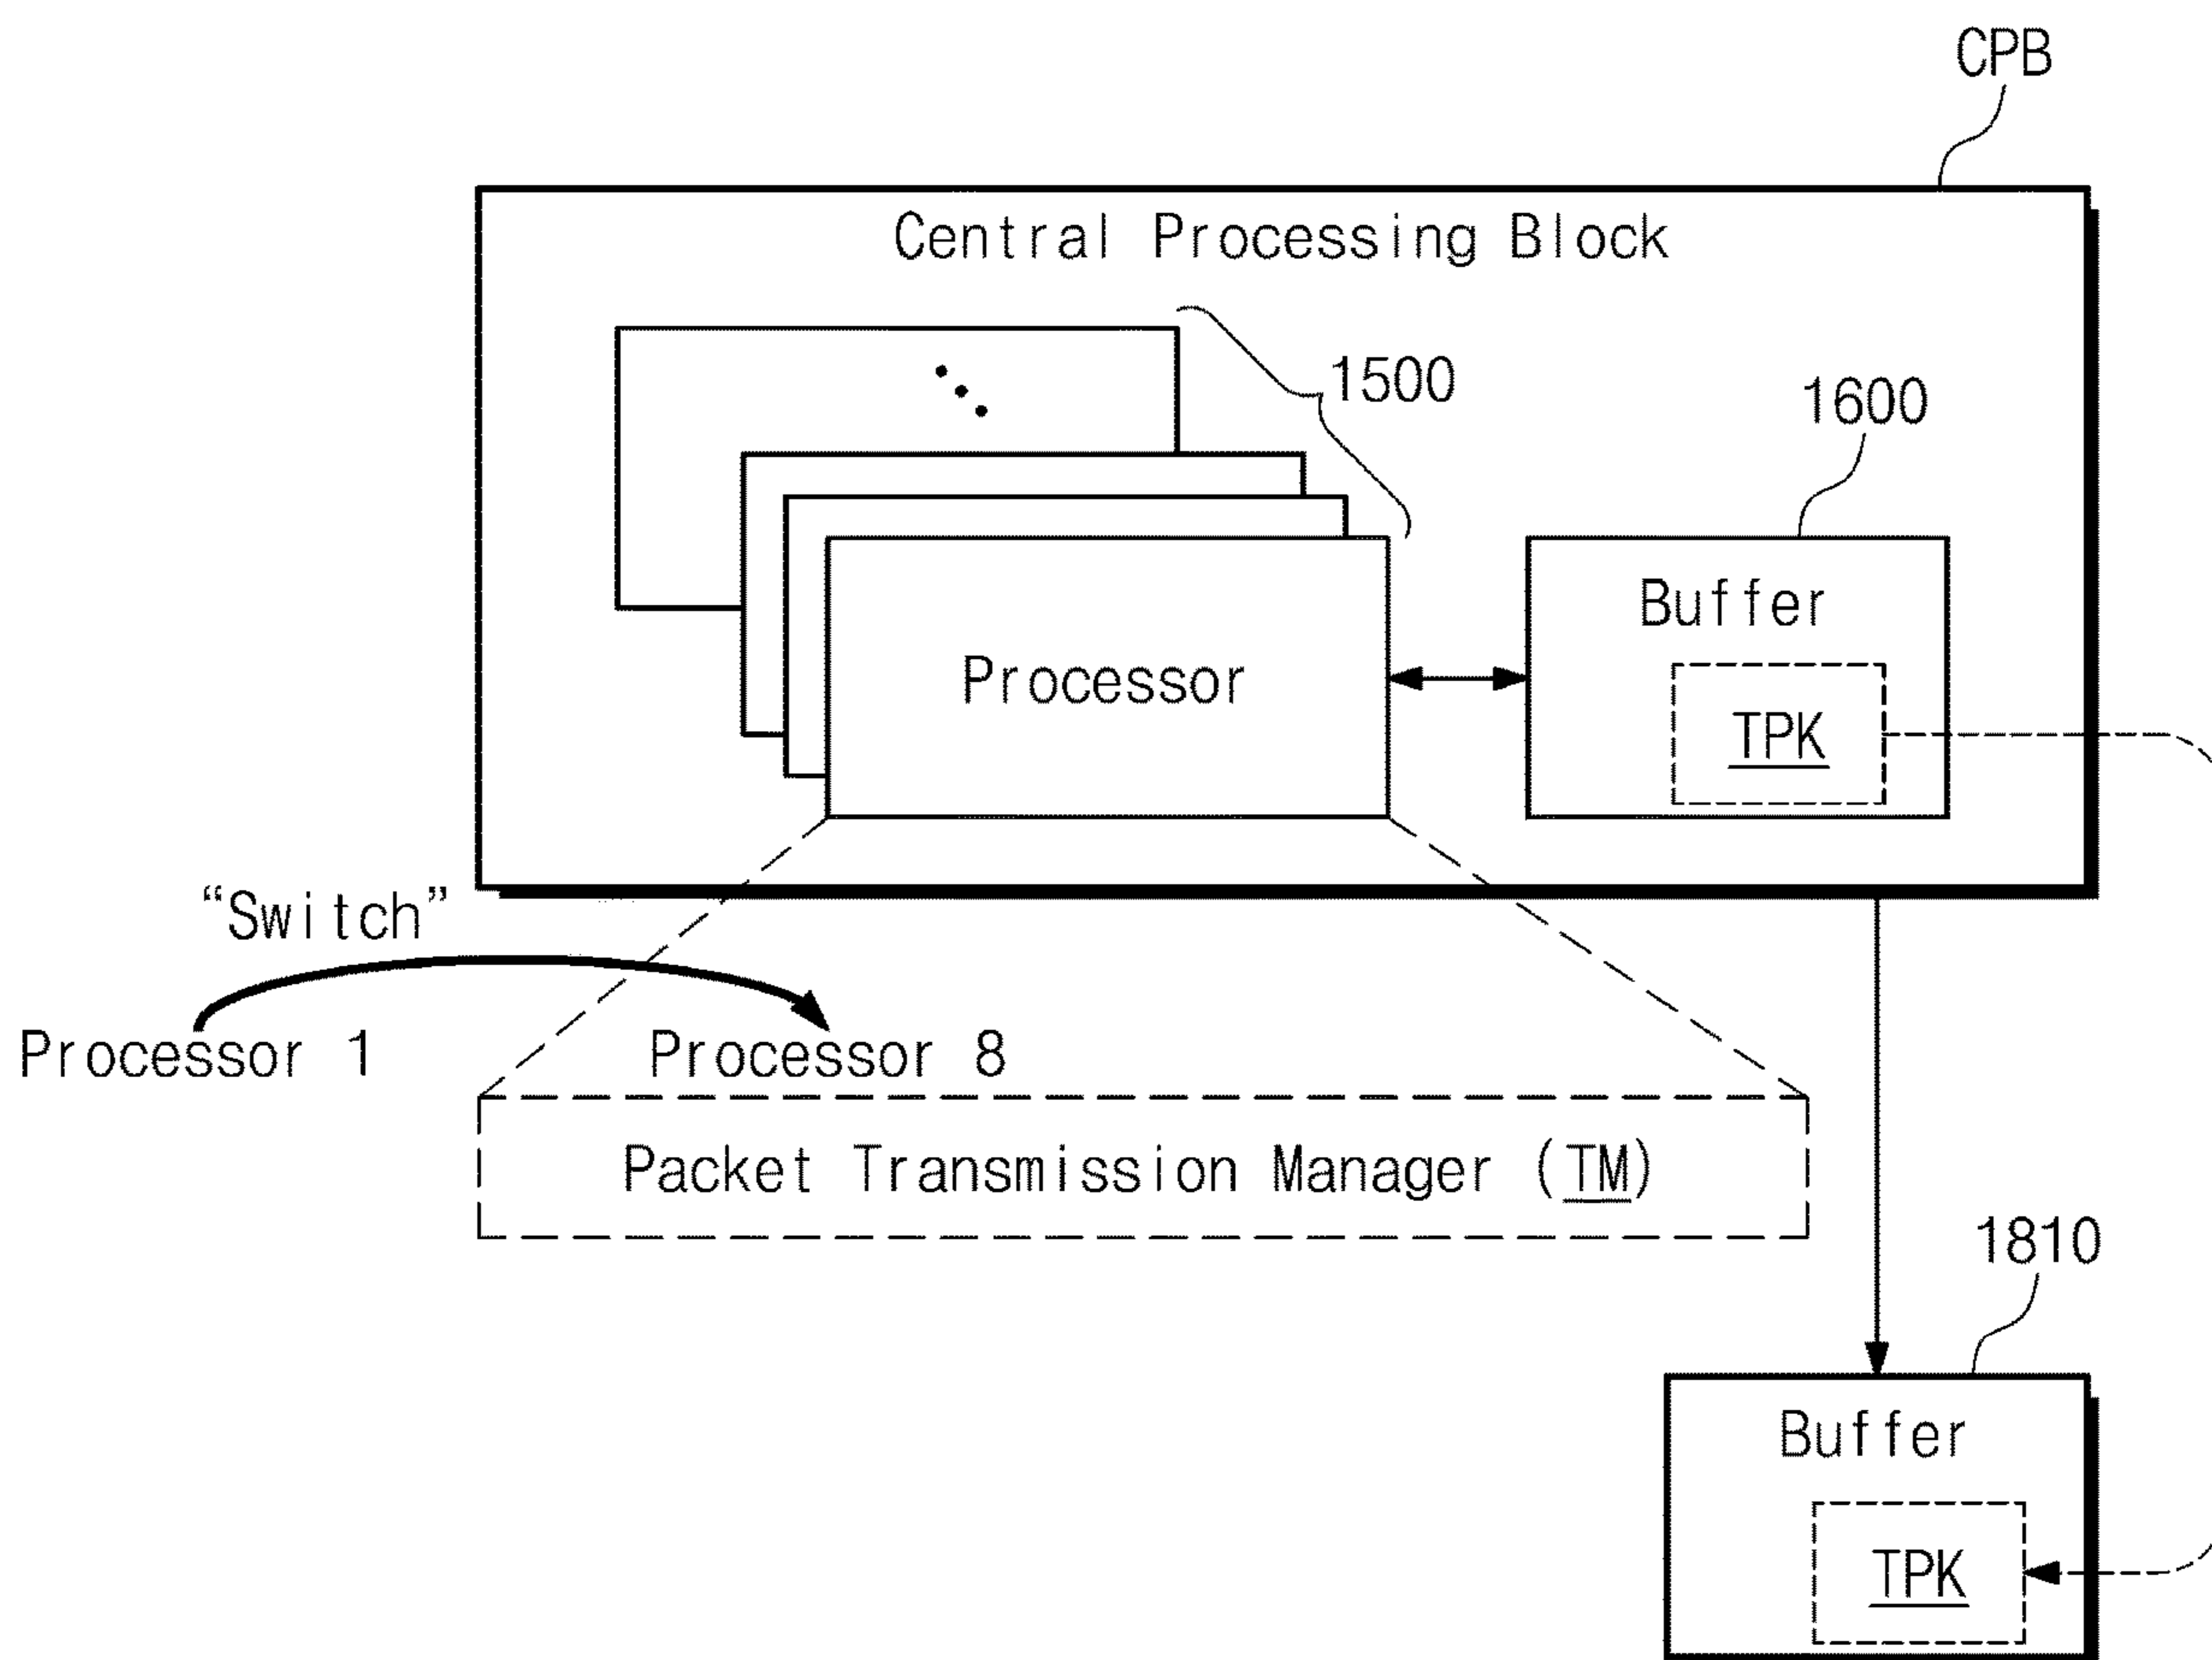 CPB
Central Processing Block
1500
1600
Buffer
Processor
TPK
“Switch”
Processor 1
Processor 8
Packet Transmission Manager (TM)
1810
Buffer
TPK